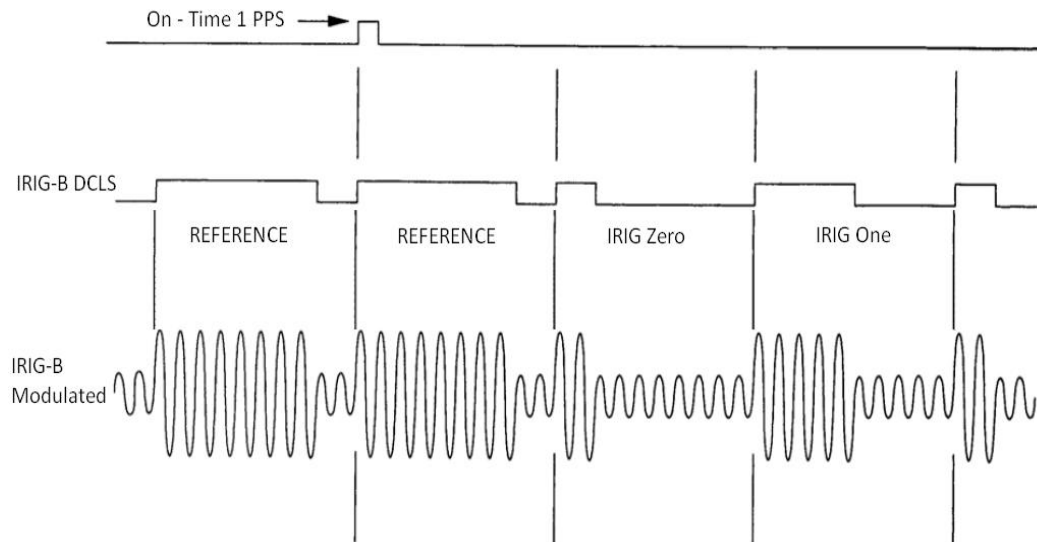 On - Time 1 PPS
IRIG-B DCLS
REFERENCE
REFERENCE
IRIG Zero
IRIG One
IRIG-B
Modulated